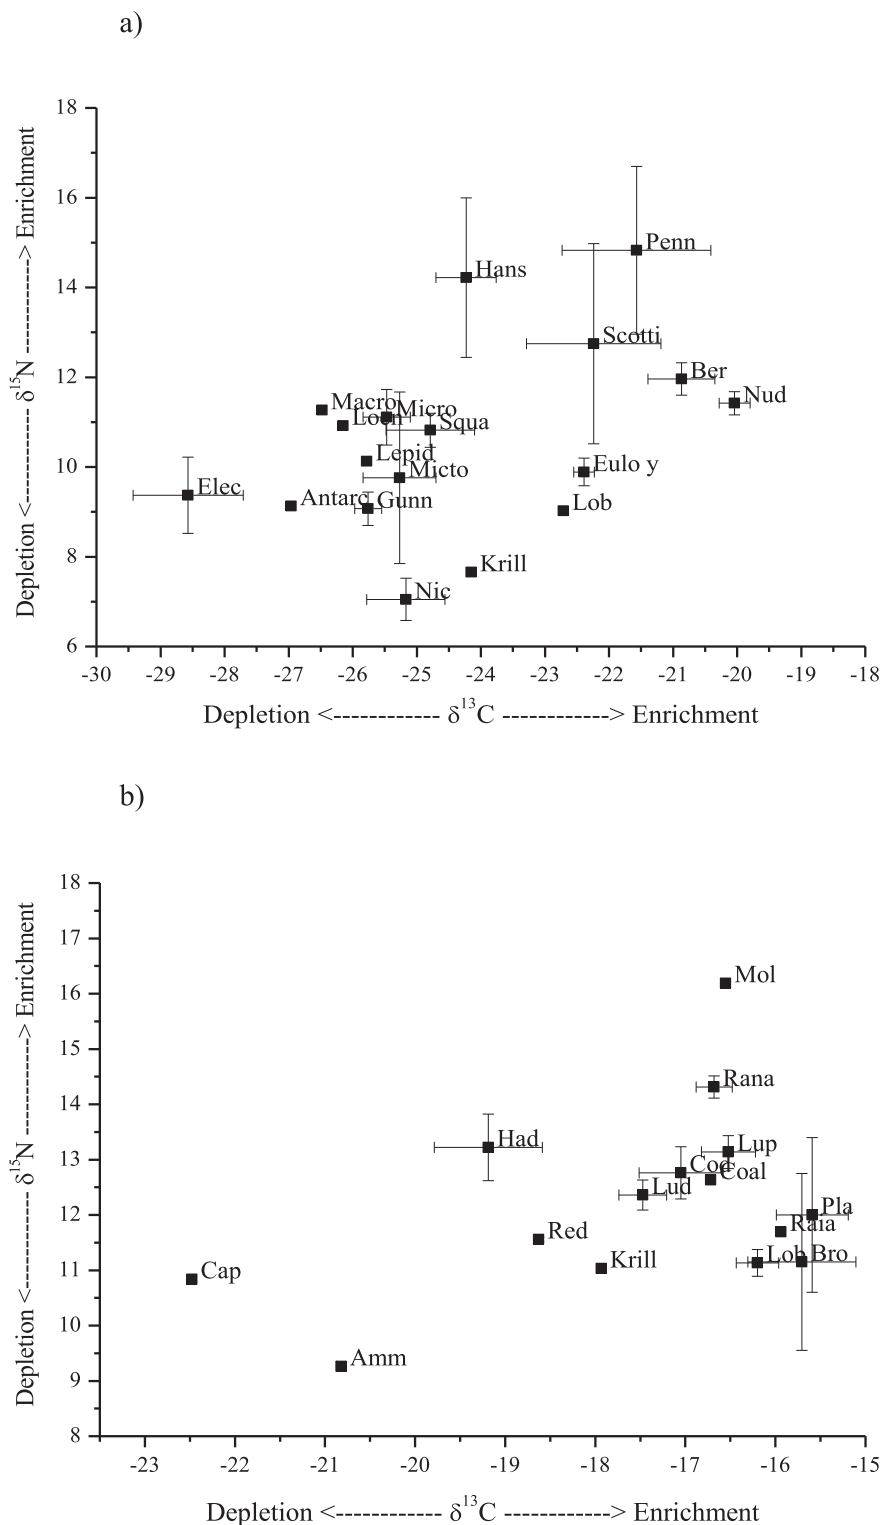 a)
18
16
14
12
10
8
6
Depletion <----------- δ15N -----------> Enrichment
Penn
Hans
Scotti
Ber
Nud
Macro
Micro
Loen
Squa
Lepid
Eulo y
Micto
Elec
Antarc
Gunn
Lob
Krill
Nic
-30 -28 -27 -26 -25 -24 -23 -22 -21 -20 -19 -18
Depletion <----------- δ13C -----------> Enrichment
b)
18
17
16
15
14
13
12
11
10
9
8
Depletion <----------- δ15N -----------> Enrichment
Mol
Rana
Had
Lup
Cod
Coal
Lud
Pla
Red
Raia
Lob
Bro
Krill
Cap
Amm
-23 -22 -21 -20 -19 -18 -17 -16 -15
Depletion <----------- δ13C -----------> Enrichment